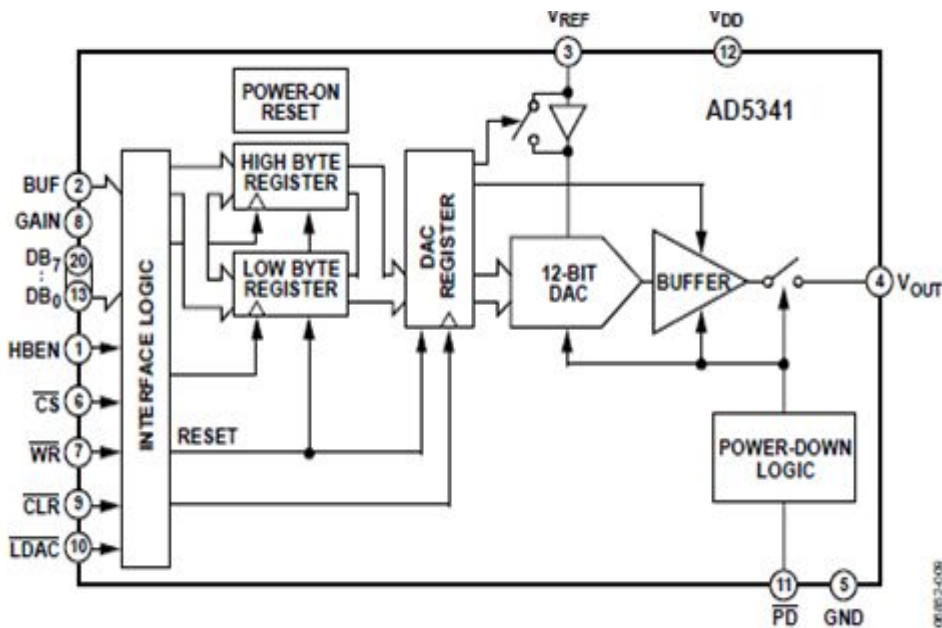 VREF
VDD
3
12
POWER-ON
RESET
AD5341
BUF 2
HIGH BYTE
REGISTER
GAIN 8
DB7 20
DB0 13
LOW BYTE
REGISTER
INTERFACE LOGIC
DAC
REGISTER
12-BIT
DAC
BUFFER
4 VOUT
HBEN 1
CS 6
WR 7
RESET
CLR 9
LDAC 10
POWER-DOWN
LOGIC
11
5
PD
GND